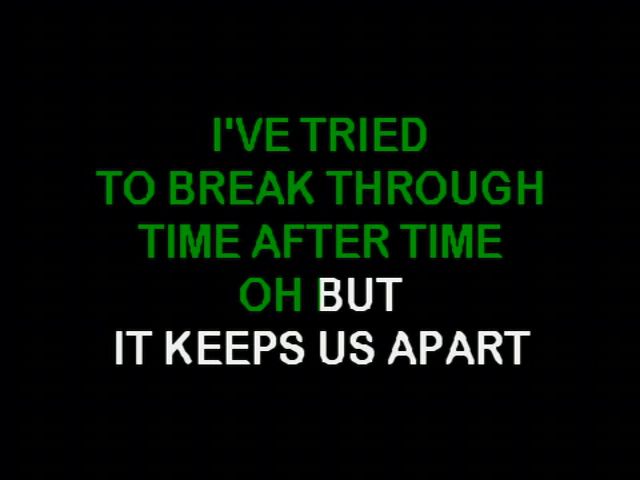 I'VE TRIED
TO BREAK THROUGH
TIME AFTER TIME
OH BUT
IT KEEPS US APART